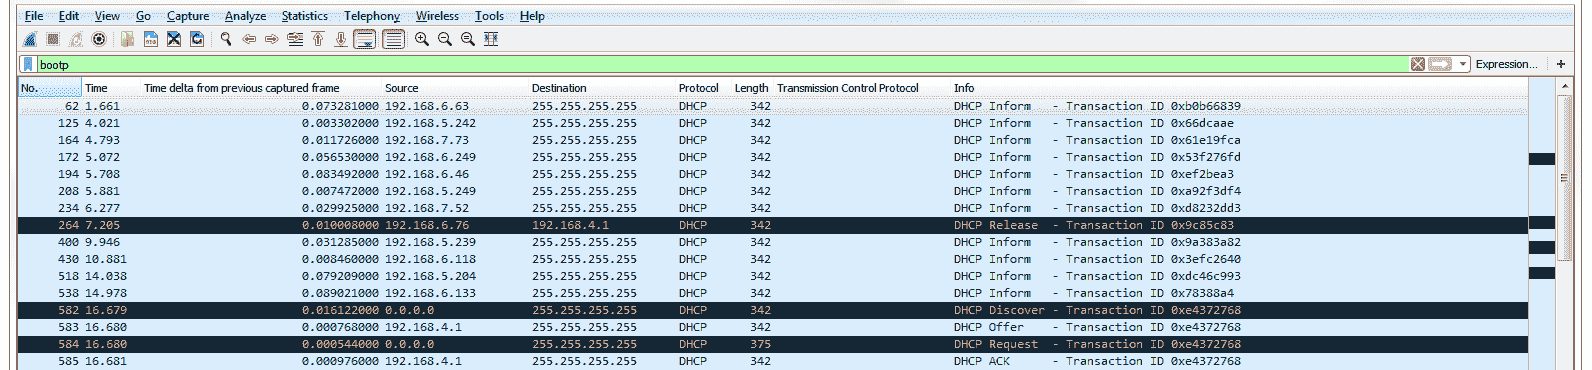 File Edit View Go Capture Analyze Statistics Telephony Wireless Tools Help
bootp Expression... +
No. Time Time delta from previous captured frame Source Destination Protocol Length Transmission Control Protocol Info
62 1.661 0.073281000 192.168.6.63 255.255.255.255 DHCP 342 DHCP Inform - Transaction ID 0xb0b66839
125 4.021 0.003302000 192.168.5.242 255.255.255.255 DHCP 342 DHCP Inform - Transaction ID 0x66dcaae
164 4.793 0.011726000 192.168.7.73 255.255.255.255 DHCP 342 DHCP Inform - Transaction ID 0x61e19fca
172 5.072 0.056530000 192.168.6.249 255.255.255.255 DHCP 342 DHCP Inform - Transaction ID 0x53f276fd
194 5.708 0.083492000 192.168.6.46 255.255.255.255 DHCP 342 DHCP Inform - Transaction ID 0xef2bea3
208 5.881 0.007472000 192.168.5.249 255.255.255.255 DHCP 342 DHCP Inform - Transaction ID 0xa92f3df4
234 6.277 0.029925000 192.168.7.52 255.255.255.255 DHCP 342 DHCP Inform - Transaction ID 0xd8232dd3
264 7.205 0.010008000 192.168.6.76 192.168.4.1 DHCP 342 DHCP Release - Transaction ID 0x9c85c83
400 9.946 0.031285000 192.168.5.239 255.255.255.255 DHCP 342 DHCP Inform - Transaction ID 0x9a383a82
430 10.881 0.008460000 192.168.6.118 255.255.255.255 DHCP 342 DHCP Inform - Transaction ID 0x3efc2640
518 14.038 0.079209000 192.168.5.204 255.255.255.255 DHCP 342 DHCP Inform - Transaction ID 0xdc46c993
538 14.978 0.089021000 192.168.6.133 255.255.255.255 DHCP 342 DHCP Inform - Transaction ID 0x78388a4
582 16.679 0.016122000 0.0.0.0 255.255.255.255 DHCP 342 DHCP Discover - Transaction ID 0xe4372768
583 16.680 0.000768000 192.168.4.1 255.255.255.255 DHCP 342 DHCP Offer - Transaction ID 0xe4372768
584 16.680 0.000544000 0.0.0.0 255.255.255.255 DHCP 375 DHCP Request - Transaction ID 0xe4372768
585 16.681 0.000976000 192.168.4.1 255.255.255.255 DHCP 342 DHCP ACK - Transaction ID 0xe4372768